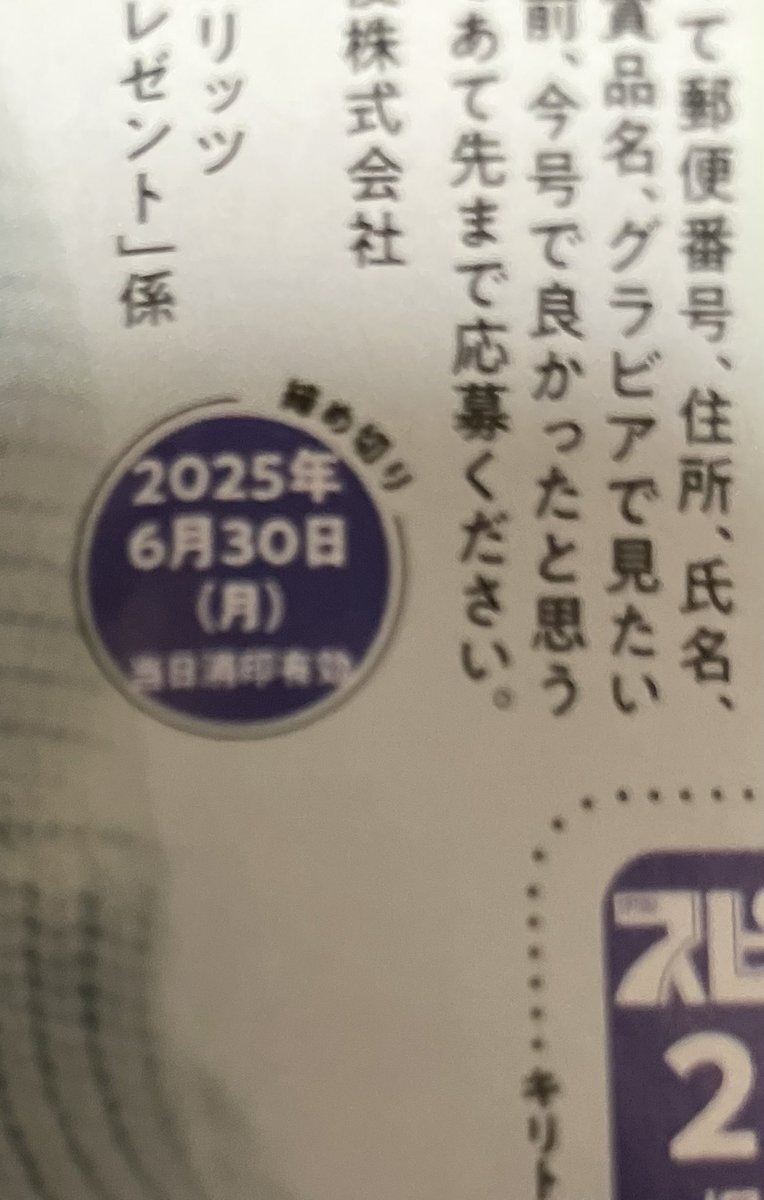 て郵便番号、住所、氏名、
賞品名、グラビアで見たい
前、今号で良かったと思う
あて先まで応募ください。
株式会社
リッツ
レゼント」係
締め切り
2025年
6月30日
(月)
当日消印有効
スピ
2
キリト